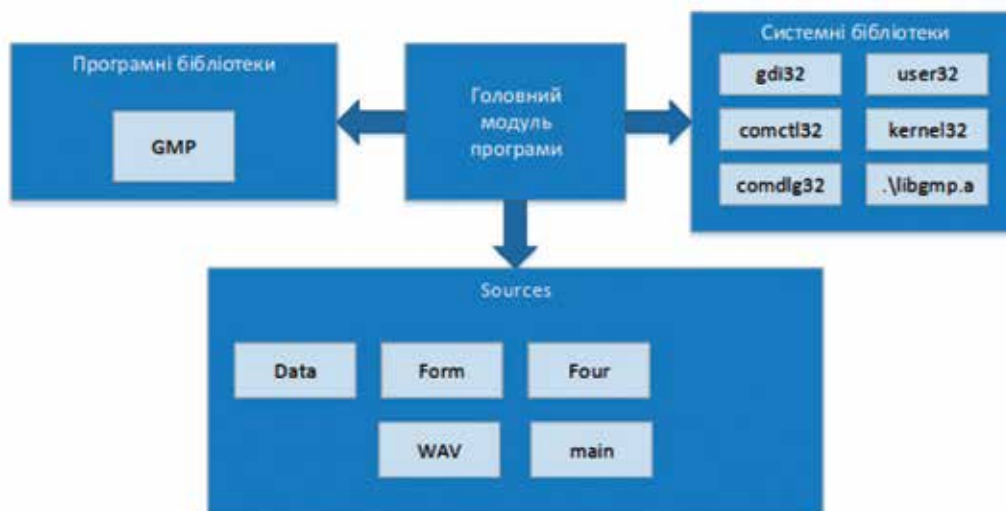 Програмні бібліотеки
GMP
Головний
модуль
програми
Системні бібліотеки
gdi32
user32
comctl32
kernel32
comdlg32
.\libgmp.a
Sources
Data
Form
Four
WAV
main